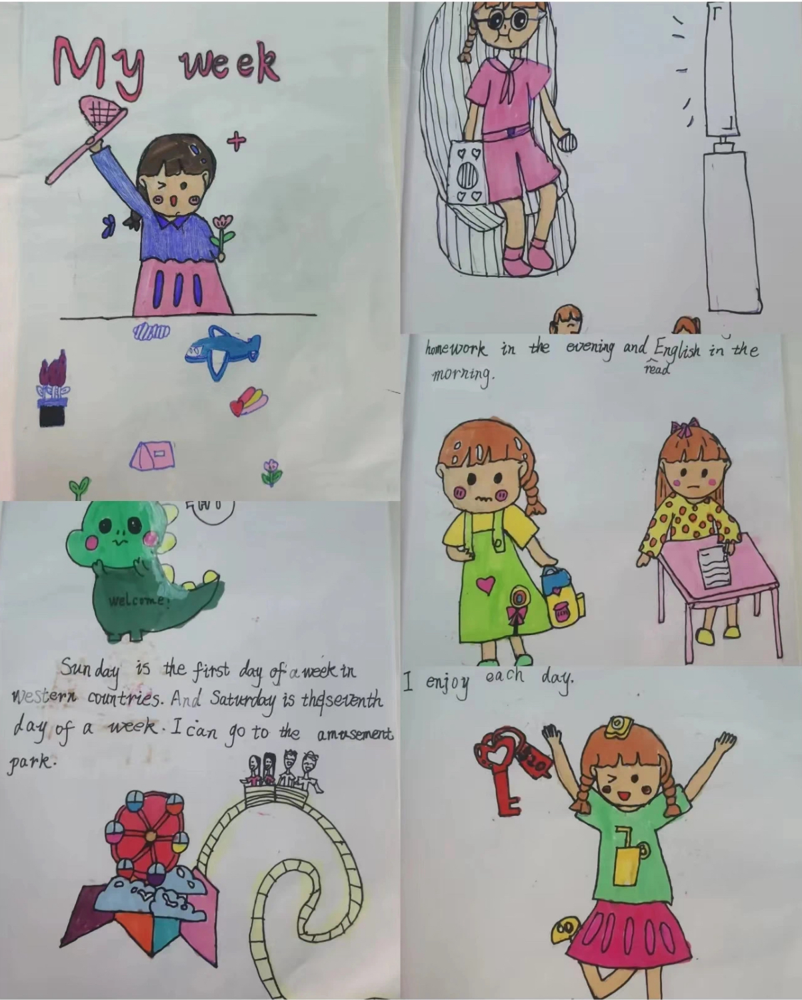 My week
homework in the evening and English in the
read
morning.
welcome!
Sunday is the first day of a week in
Western countries. And Saturday is the seventh
day of a week. I can go to the amusement
park.
I enjoy each day.